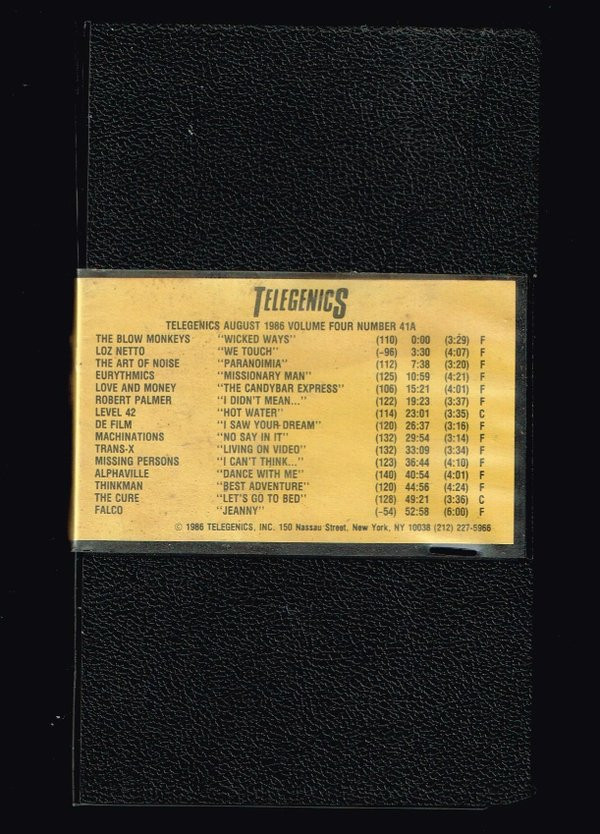 TELEGENICS
TELEGENICS AUGUST 1986 VOLUME FOUR NUMBER 41A
THE BLOW MONKEYS "WICKED WAYS" (110) 0:00 (3:29) F
LOZ NETTO "WE TOUCH" (-96) 3:30 (4:07) F
THE ART OF NOISE "PARANOIMIA" (112) 7:38 (3:20) F
EURYTHMICS "MISSIONARY MAN" (125) 10:59 (4:21) F
LOVE AND MONEY "THE CANDYBAR EXPRESS" (106) 15:21 (4:01) F
ROBERT PALMER "I DIDN'T MEAN..." (122) 19:23 (3:37) F
LEVEL 42 "HOT WATER" (114) 23:01 (3:35) C
DE FILM "I SAW YOUR DREAM" (120) 26:37 (3:16) F
MACHINATIONS "NO SAY IN IT" (132) 29:54 (3:14) F
TRANS-X "LIVING ON VIDEO" (132) 33:09 (3:34) F
MISSING PERSONS "I CAN'T THINK..." (123) 36:44 (4:10) F
ALPHAVILLE "DANCE WITH ME" (140) 40:54 (4:01) F
THINKMAN "BEST ADVENTURE" (120) 44:56 (4:24) F
THE CURE "LET'S GO TO BED" (128) 49:21 (3:36) C
FALCO "JEANNY" (-54) 52:58 (6:00) F
© 1986 TELEGENICS, INC. 150 Nassau Street, New York, NY 10038 (212) 227-5966